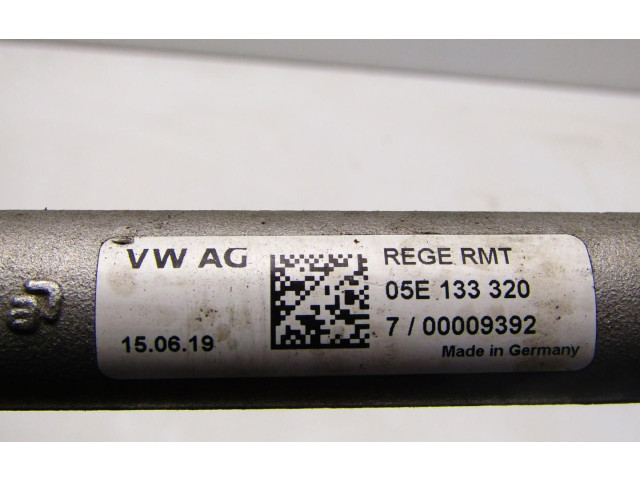 VW AG
15.06.19
REGE RMT
05E 133 320
7 / 00009392
Made in Germany